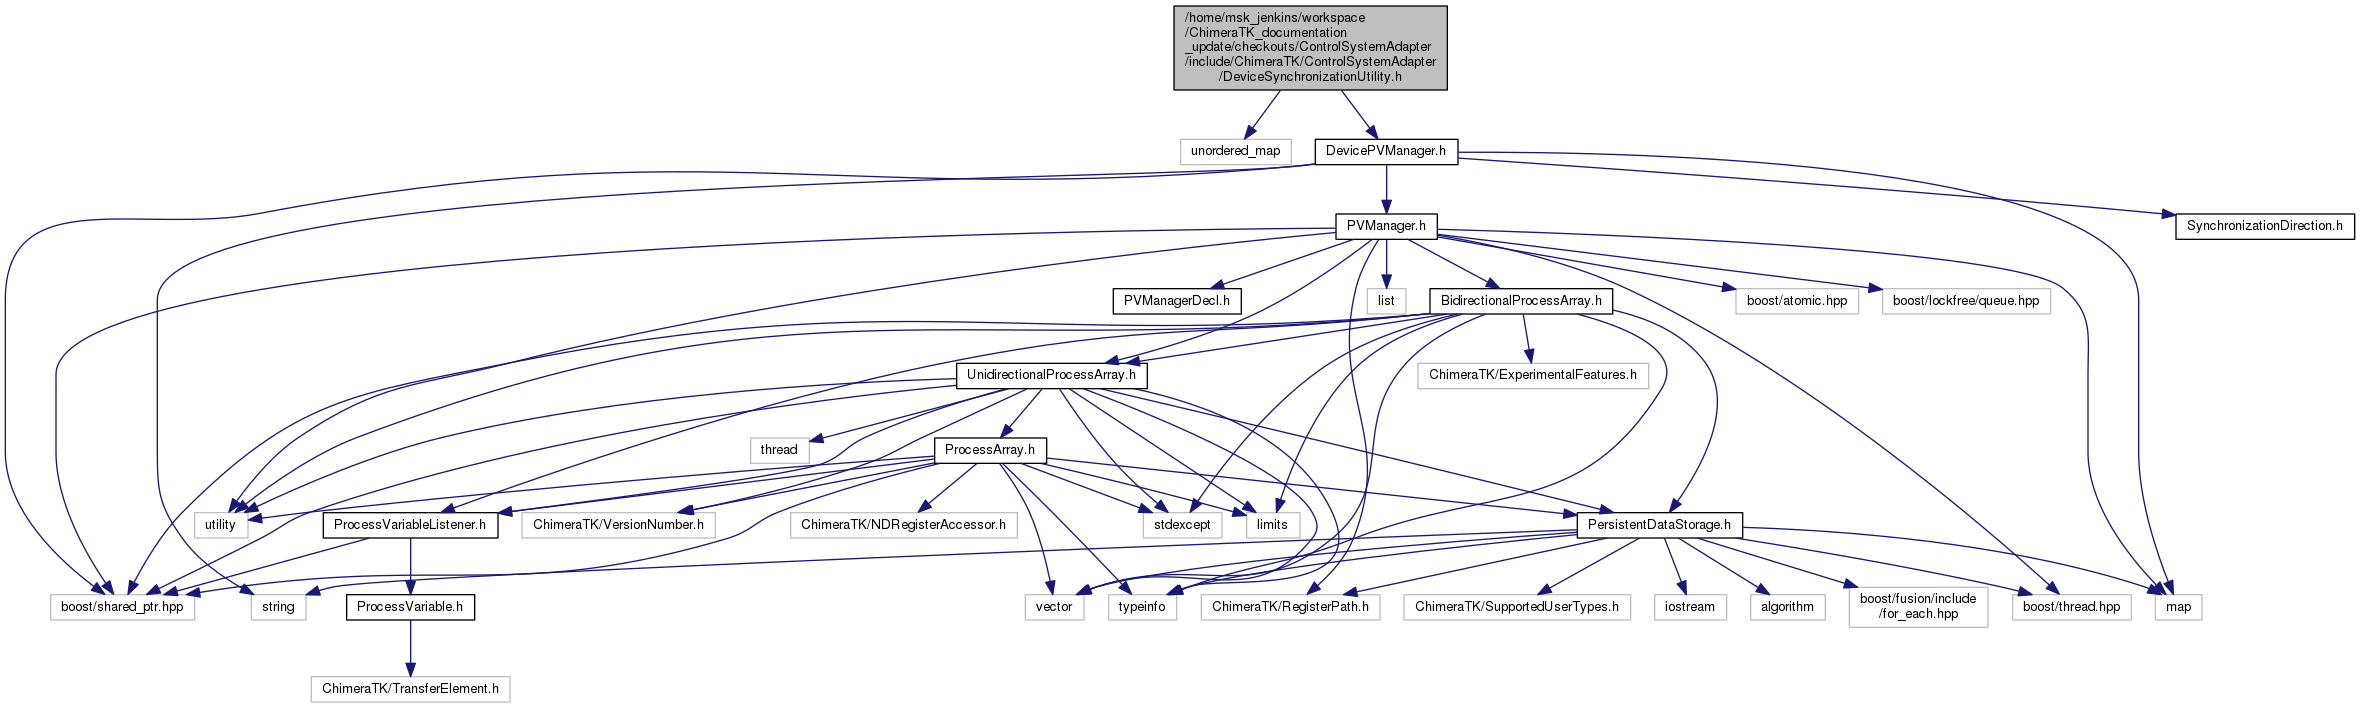 /home/msk_jenkins/workspace
/ChimeraTK_documentation
_update/checkouts/ControlSystemAdapter
/include/ChimeraTK/ControlSystemAdapter
/DeviceSynchronizationUtility.h
unordered_map
DevicePVManager.h
PVManager.h
SynchronizationDirection.h
PVManagerDecl.h
list
BidirectionalProcessArray.h
boost/atomic.hpp
boost/lockfree/queue.hpp
UnidirectionalProcessArray.h
ChimeraTK/ExperimentalFeatures.h
thread
ProcessArray.h
utility
ProcessVariableListener.h
ChimeraTK/VersionNumber.h
ChimeraTK/NDRegisterAccessor.h
stdexcept
limits
PersistentDataStorage.h
boost/shared_ptr.hpp
string
ProcessVariable.h
vector
typeinfo
ChimeraTK/RegisterPath.h
ChimeraTK/SupportedUserTypes.h
iostream
algorithm
boost/fusion/include
/for_each.hpp
boost/thread.hpp
map
ChimeraTK/TransferElement.h